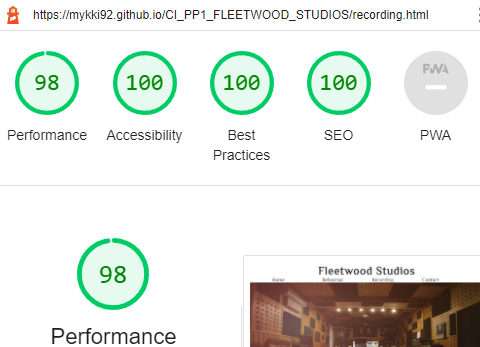 https://mykki92.github.io/CI_PP1_FLEETWOOD_STUDIOS/recording.html
98 100 100 100 PWA
Performance Accessibility Best Practices SEO PWA
98
Performance
Fleetwood Studios
Home Rehearsal Recording Contact